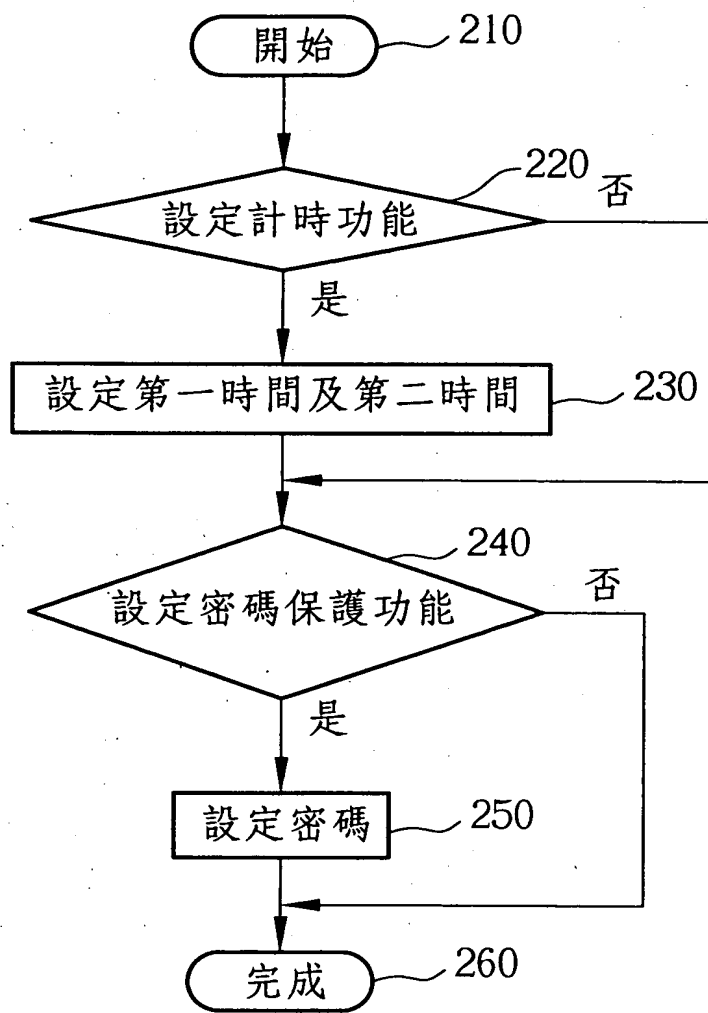 開始
210
設定計時功能
220
否
是
設定第一時間及第二時間
230
設定密碼保護功能
240
否
是
設定密碼
250
完成
260